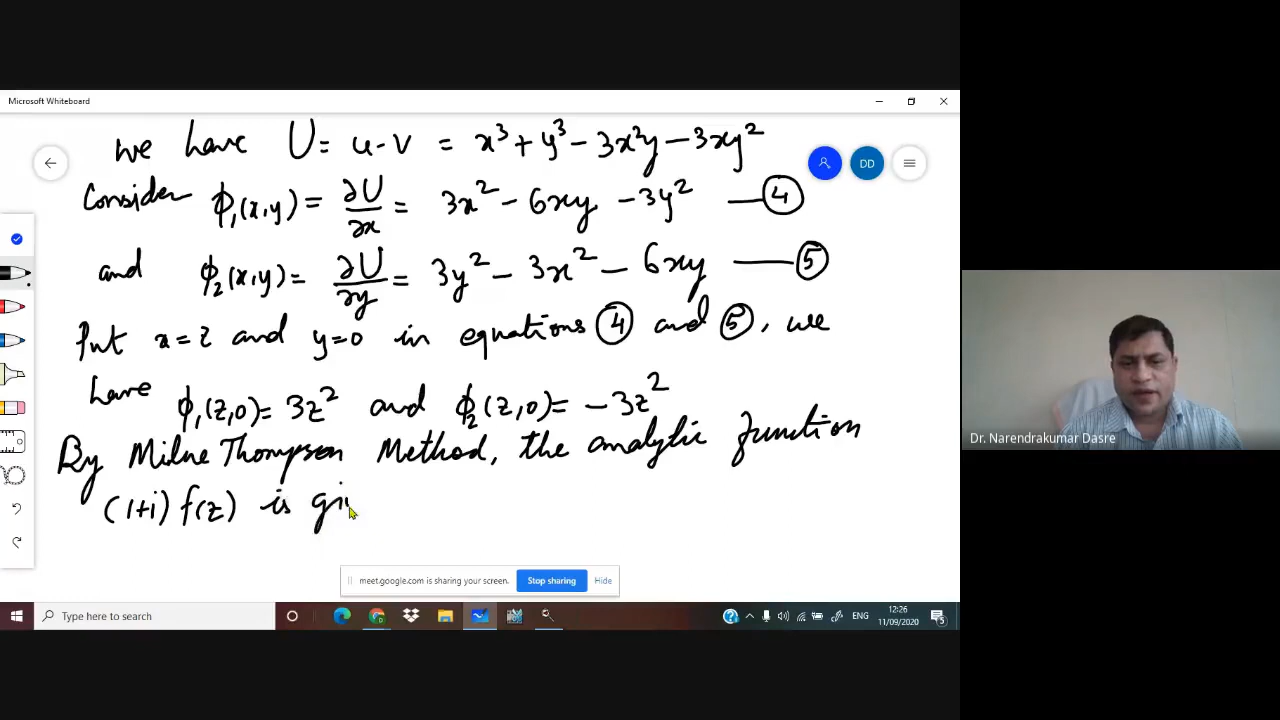 Microsoft Whiteboard
we have U = u - v = x³ + y³ - 3x²y - 3xy²
DD
Consider ϕ₁(x,y) = ∂U/∂x = 3x² - 6xy - 3y² — ④
and ϕ₂(x,y) = ∂U/∂y = 3y² - 3x² - 6xy — ⑤
Put x=z and y=0 in equations ④ and ⑤, we
have ϕ₁(z,0) = 3z² and ϕ₂(z,0) = -3z²
By Milne Thompson Method, the analytic function
(1+i) f(z) is gi
Dr. Narendrakumar Dasre
meet.google.com is sharing your screen. Stop sharing Hide
Type here to search
ENG
12:26
11/09/2020
5